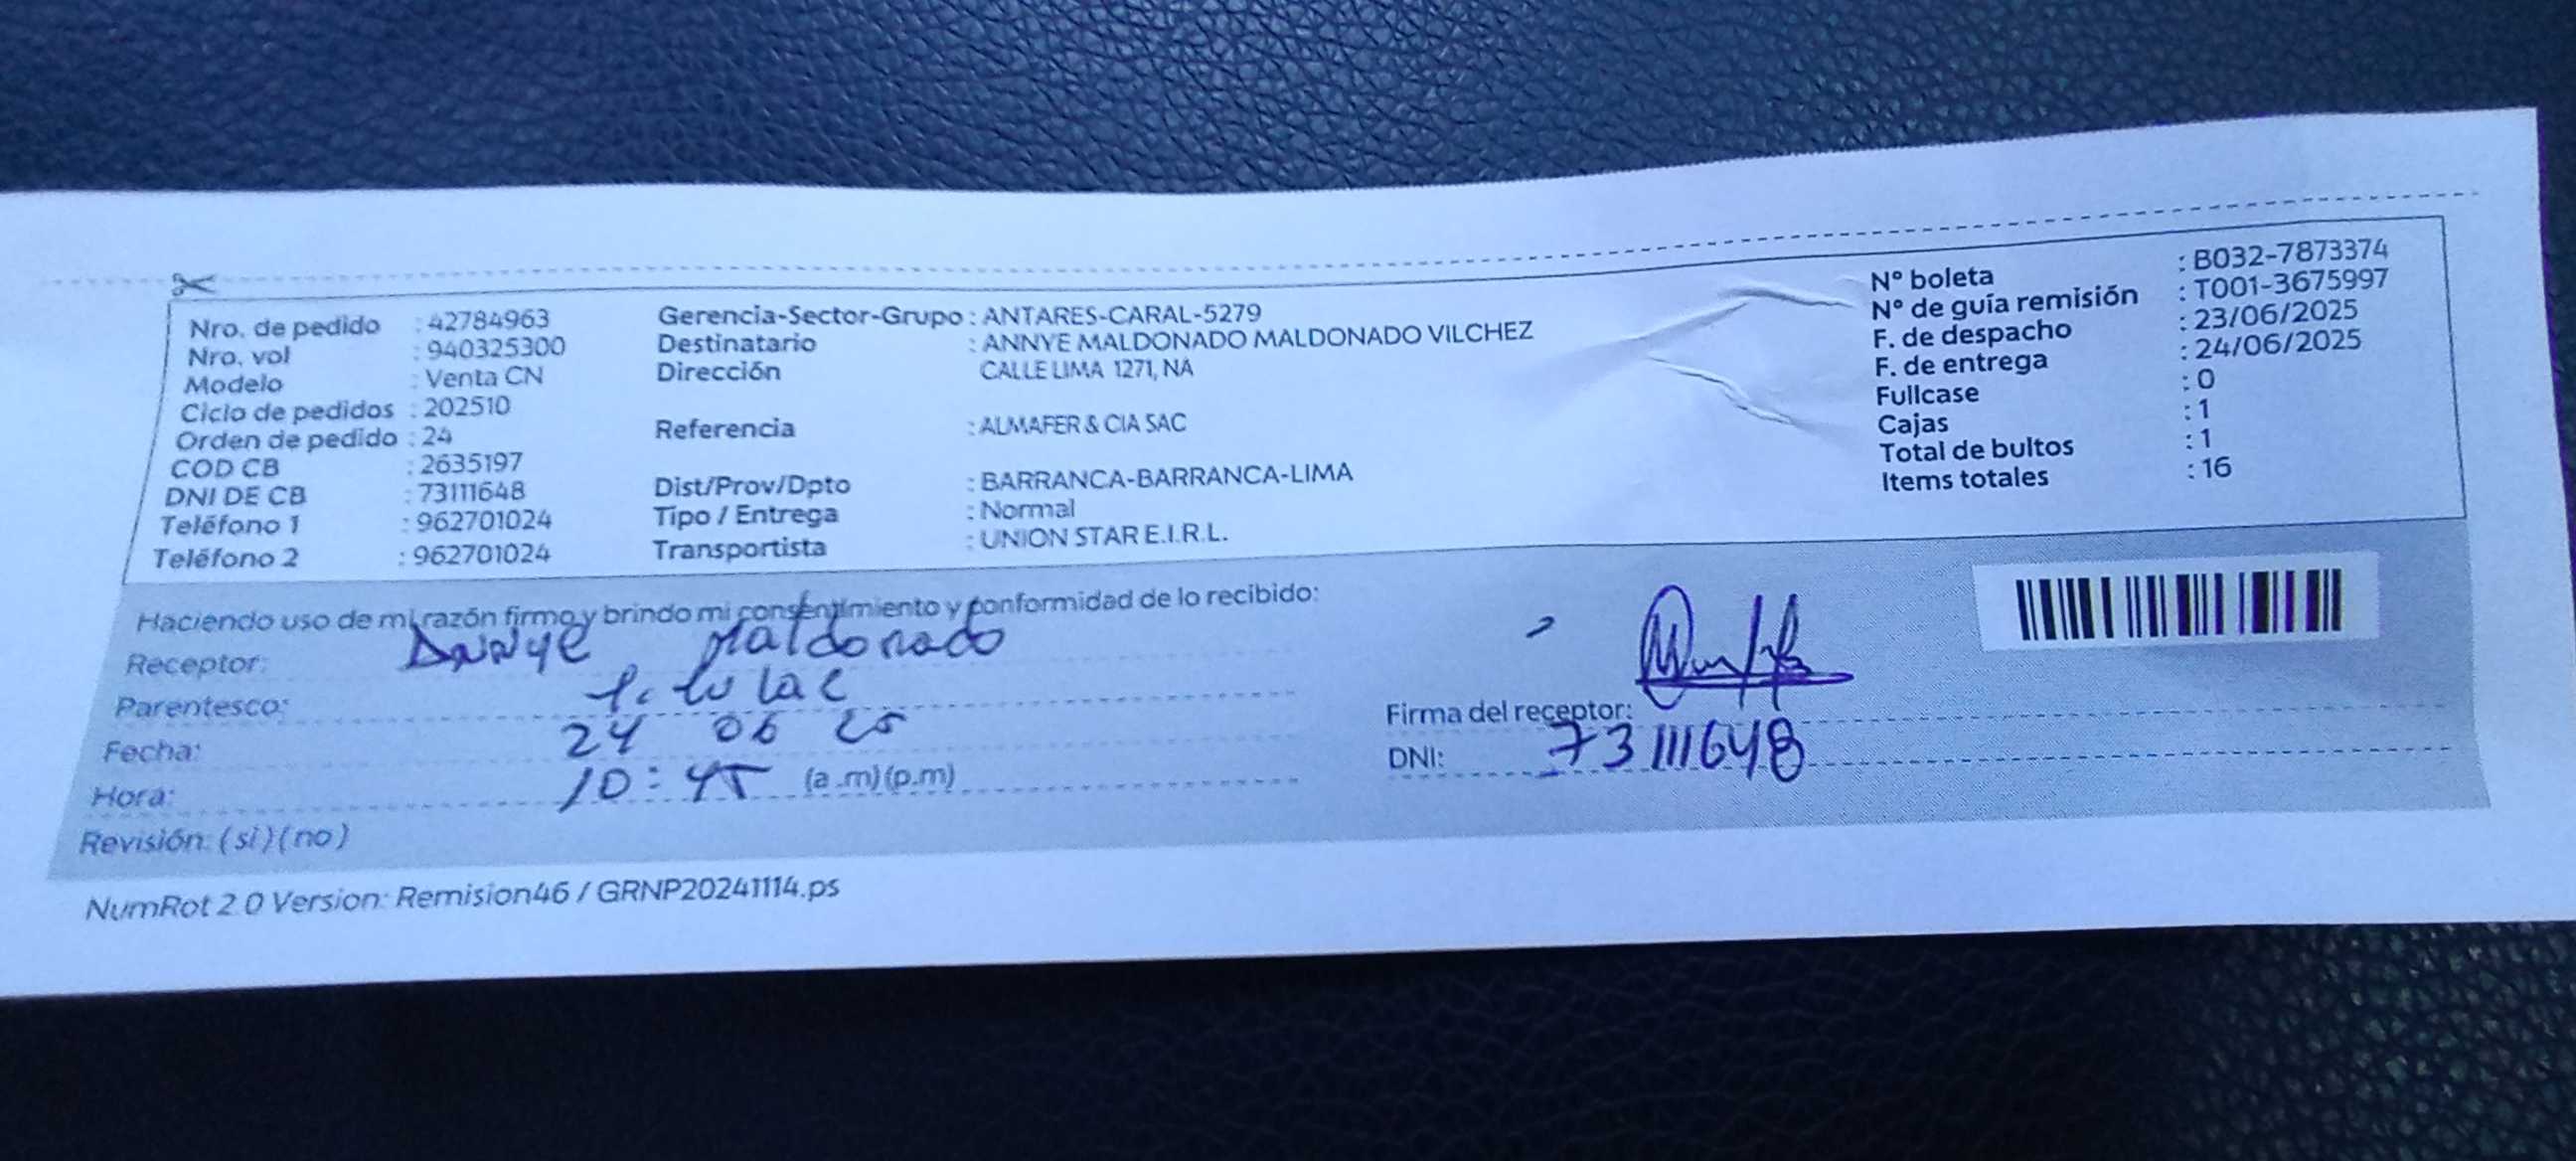 Nro. de pedido : 42784963
Nro. vol : 940325300
Modelo : Venta CN
Ciclo de pedidos : 202510
Orden de pedido : 24
COD CB : 2635197
DNI DE CB : 73111648
Teléfono 1 : 962701024
Teléfono 2 : 962701024
Gerencia-Sector-Grupo : ANTARES-CARAL-5279
Destinatario : ANNYE MALDONADO MALDONADO VILCHEZ
Dirección CALLE LIMA 1271, NA
Referencia : ALMAFER & CIA SAC
Dist/Prov/Dpto : BARRANCA-BARRANCA-LIMA
Tipo / Entrega : Normal
Transportista : UNION STAR E.I.R.L.
N° boleta : B032-7873374
N° de guía remisión : T001-3675997
F. de despacho : 23/06/2025
F. de entrega : 24/06/2025
Fullcase : 0
Cajas : 1
Total de bultos : 1
Items totales : 16
Haciendo uso de mi razón firmo y brindo mi consentimiento y conformidad de lo recibido:
Receptor: Annye Maldonado
Parentesco: Titular
Fecha: 24 06 25
Hora: 10:45 (a.m)(p.m)
Revisión: (si)(no)
Firma del receptor:
DNI: 73111648
NumRot 2.0 Version: Remision46 / GRNP20241114.ps